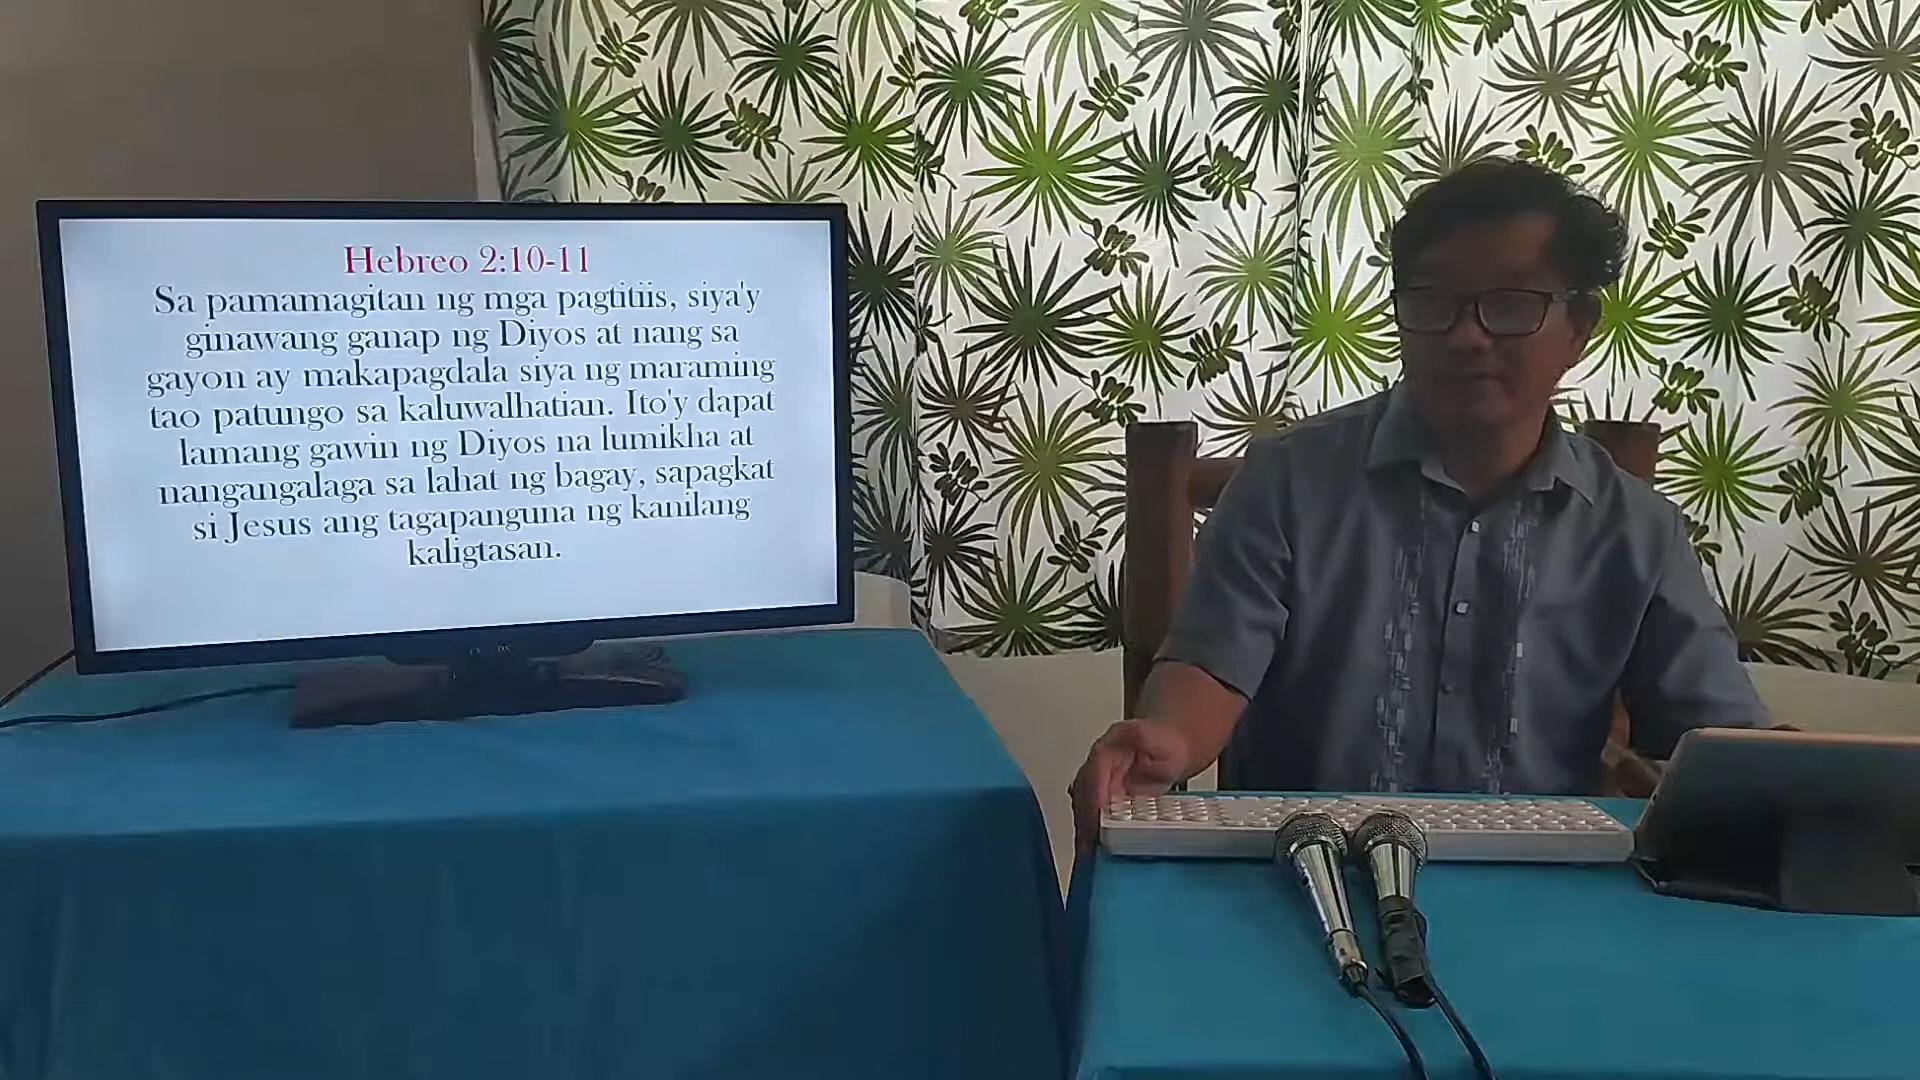 Hebreo 2:10-11
Sa pamamagitan ng mga pagtitiis, siya'y
ginawang ganap ng Diyos at nang sa
gayon ay makapagdala siya ng maraming
tao patungo sa kaluwalhatian. Ito'y dapat
lamang gawin ng Diyos na lumikha at
nangangalaga sa lahat ng bagay, sapagkat
si Jesus ang tagapanguna ng kanilang
kaligtasan.